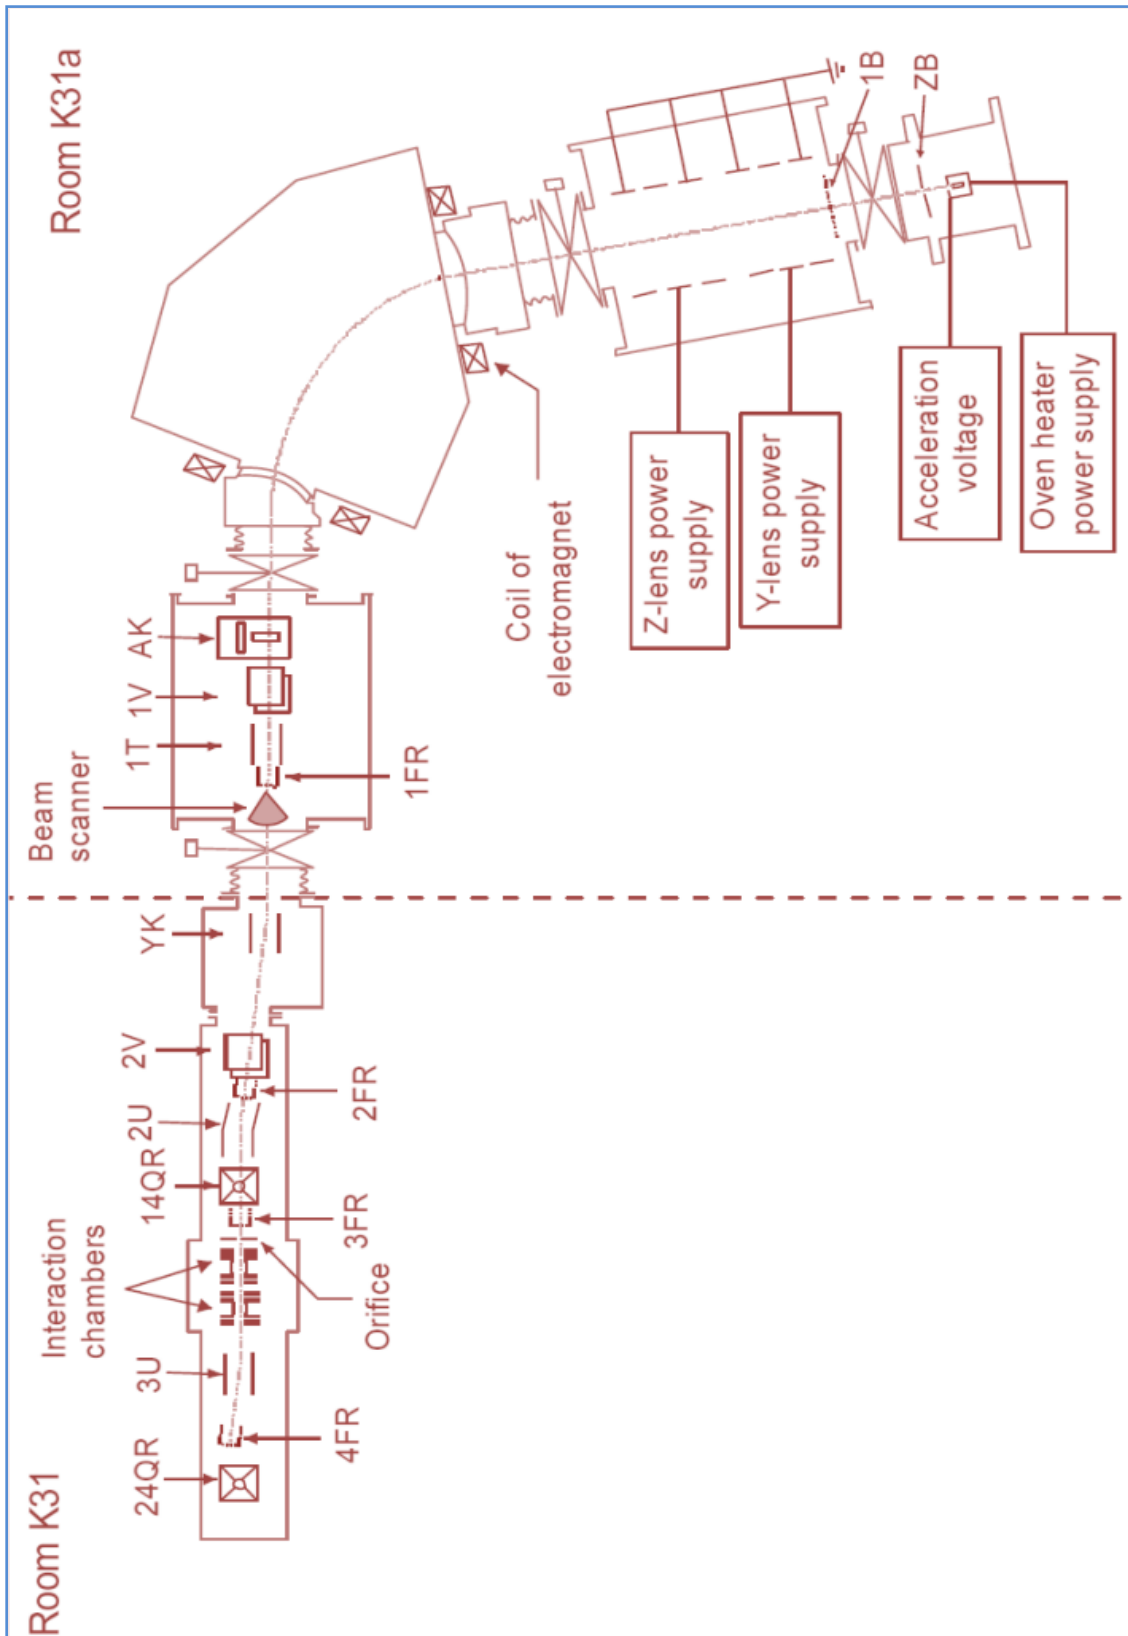 Room K31
Room K31a
24QR
3U
Interaction
chambers
14QR
2U
2V
YK
Beam
scanner
1T
1V
AK
4FR
Orifice
3FR
2FR
1FR
Coil of
electromagnet
Z-lens power
supply
Y-lens power
supply
Acceleration
voltage
Oven heater
power supply
1B
ZB